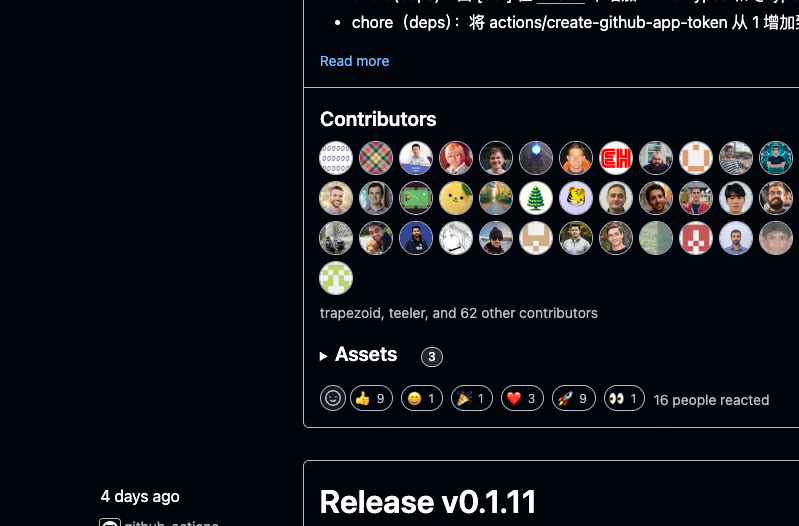 chore（deps）：将 actions/create-github-app-token 从 1 增加
Read more
Contributors
EH
trapezoid, teeler, and 62 other contributors
Assets 3
👍 9 😄 1 🎉 1 ❤️ 3 🚀 9 👀 1 16 people reacted
Release v0.1.11
4 days ago
github-actions